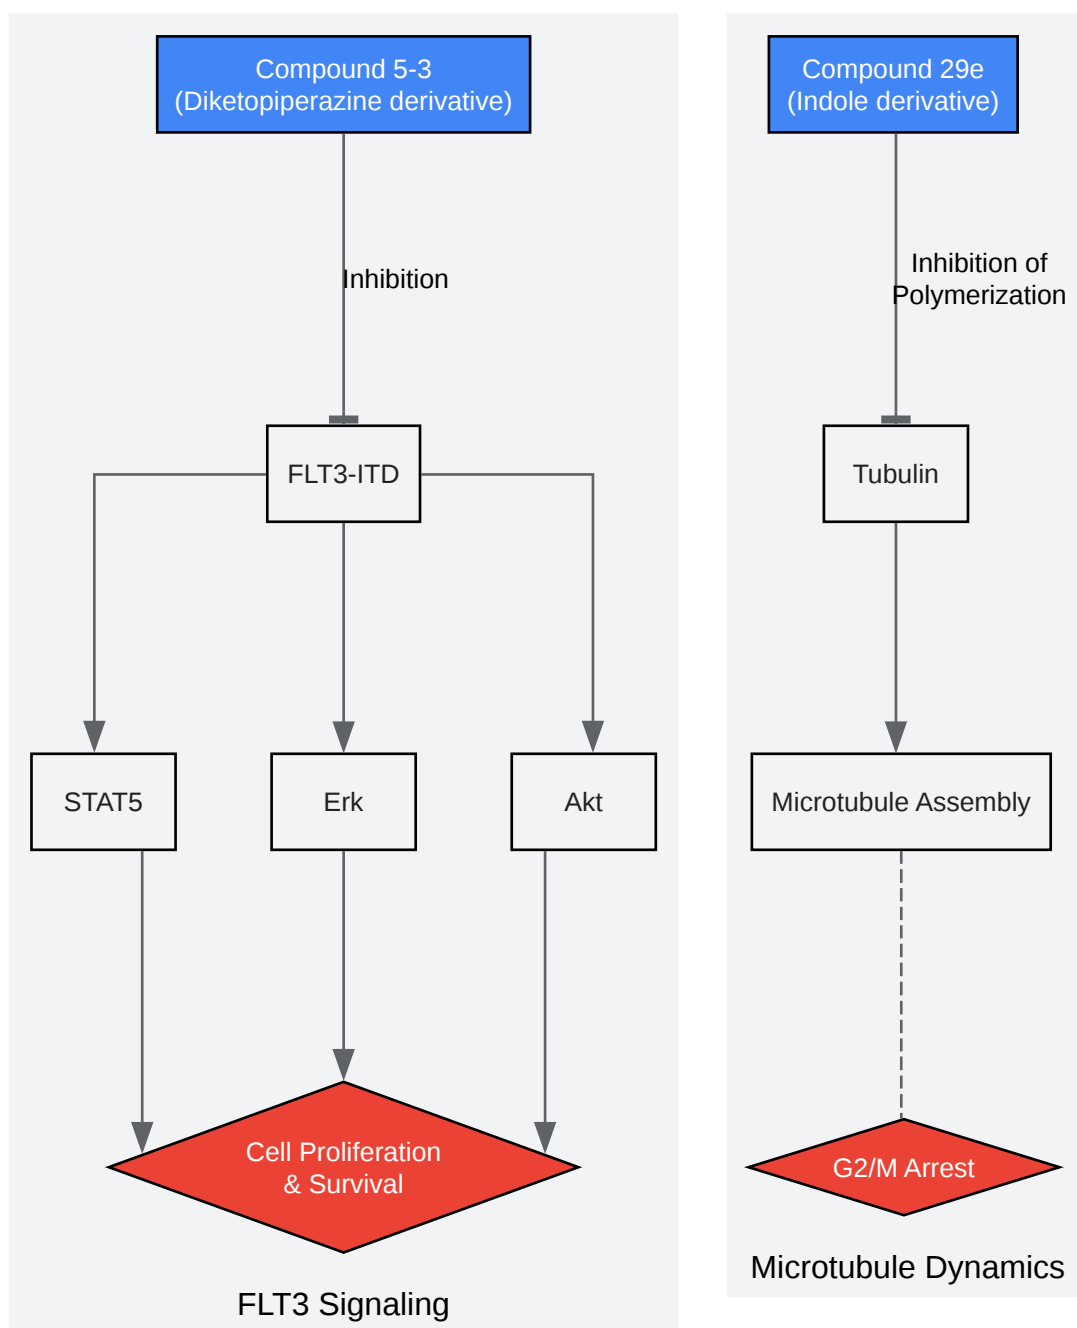 Compound 5-3
(Diketopiperazine derivative)
Inhibition
FLT3-ITD
STAT5
Erk
Akt
Cell Proliferation
& Survival
FLT3 Signaling
Compound 29e
(Indole derivative)
Inhibition of
Polymerization
Tubulin
Microtubule Assembly
G2/M Arrest
Microtubule Dynamics